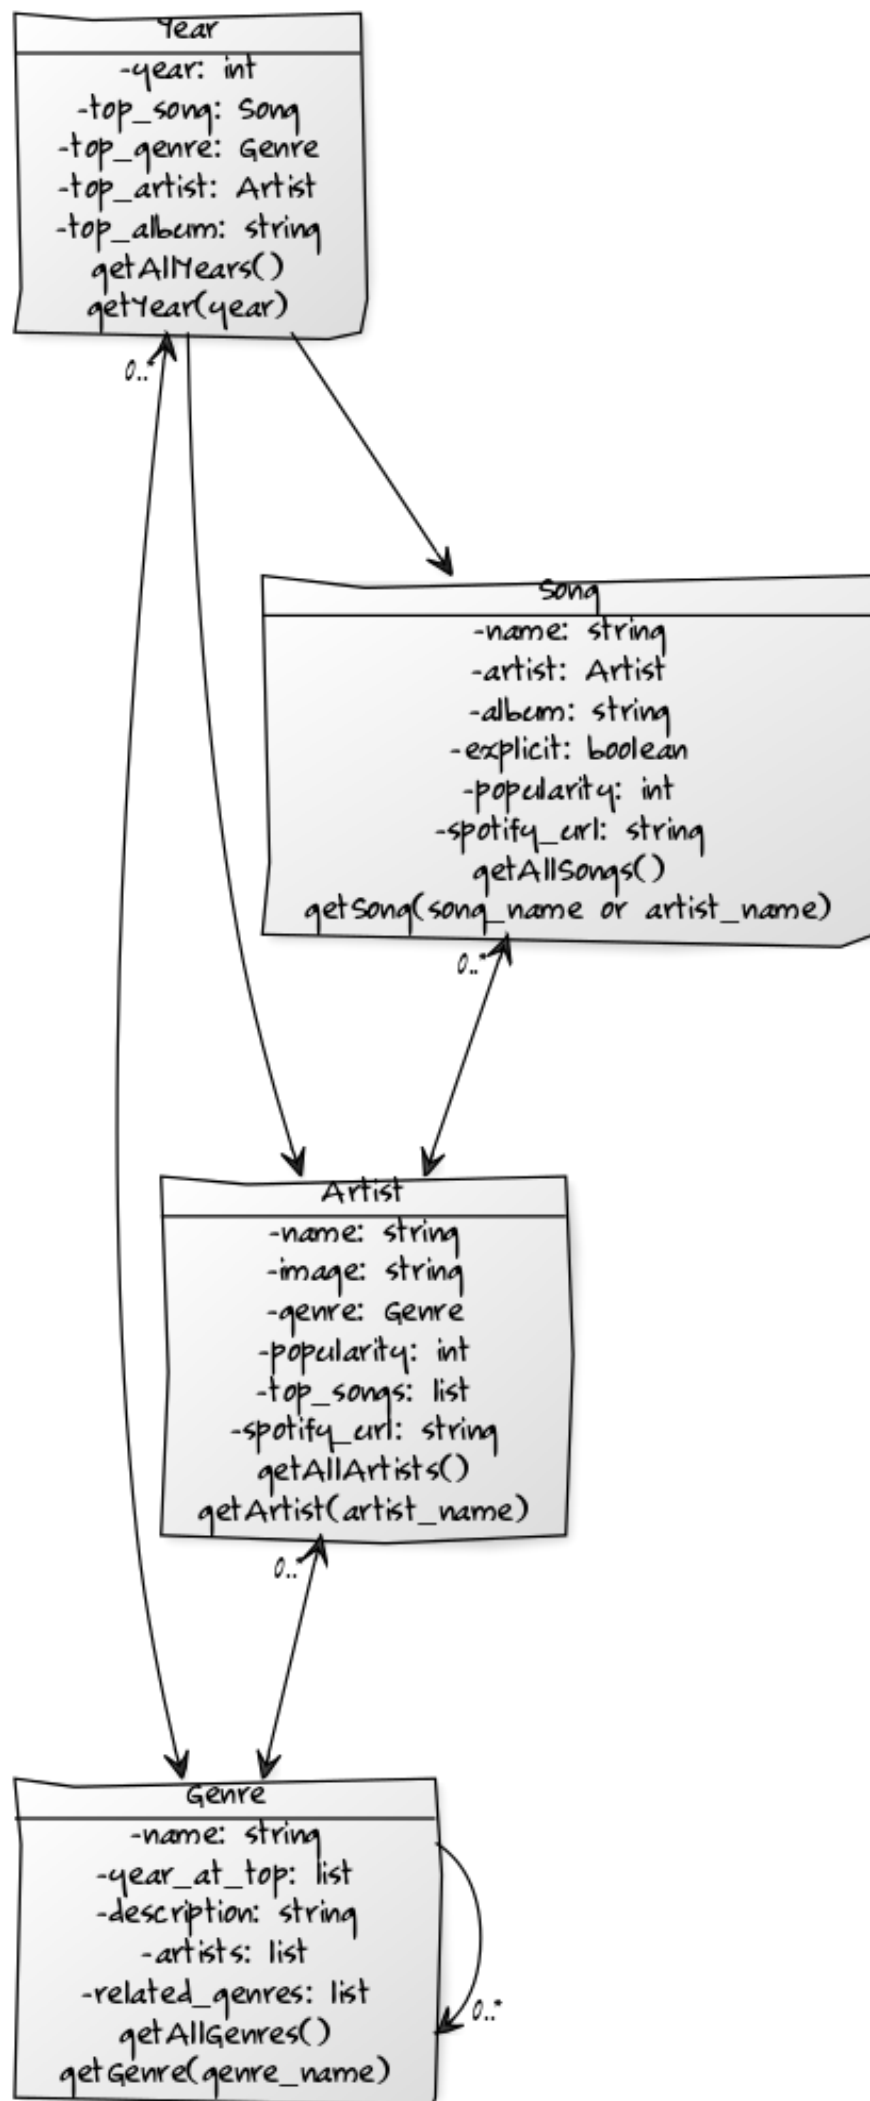 Year
-year: int
-top_song: Song
-top_genre: Genre
-top_artist: Artist
-top_album: string
getAllYears()
getYear(year)
0..*
Song
-name: string
-artist: Artist
-album: string
-explicit: boolean
-popularity: int
-spotify_url: string
getAllSongs()
getSong(song_name or artist_name)
0..*
Artist
-name: string
-image: string
-genre: Genre
-popularity: int
-top_songs: list
-spotify_url: string
getAllArtists()
getArtist(artist_name)
0..*
Genre
-name: string
-year_at_top: list
-description: string
-artists: list
-related_genres: list
0..*
getAllGenres()
getGenre(genre_name)